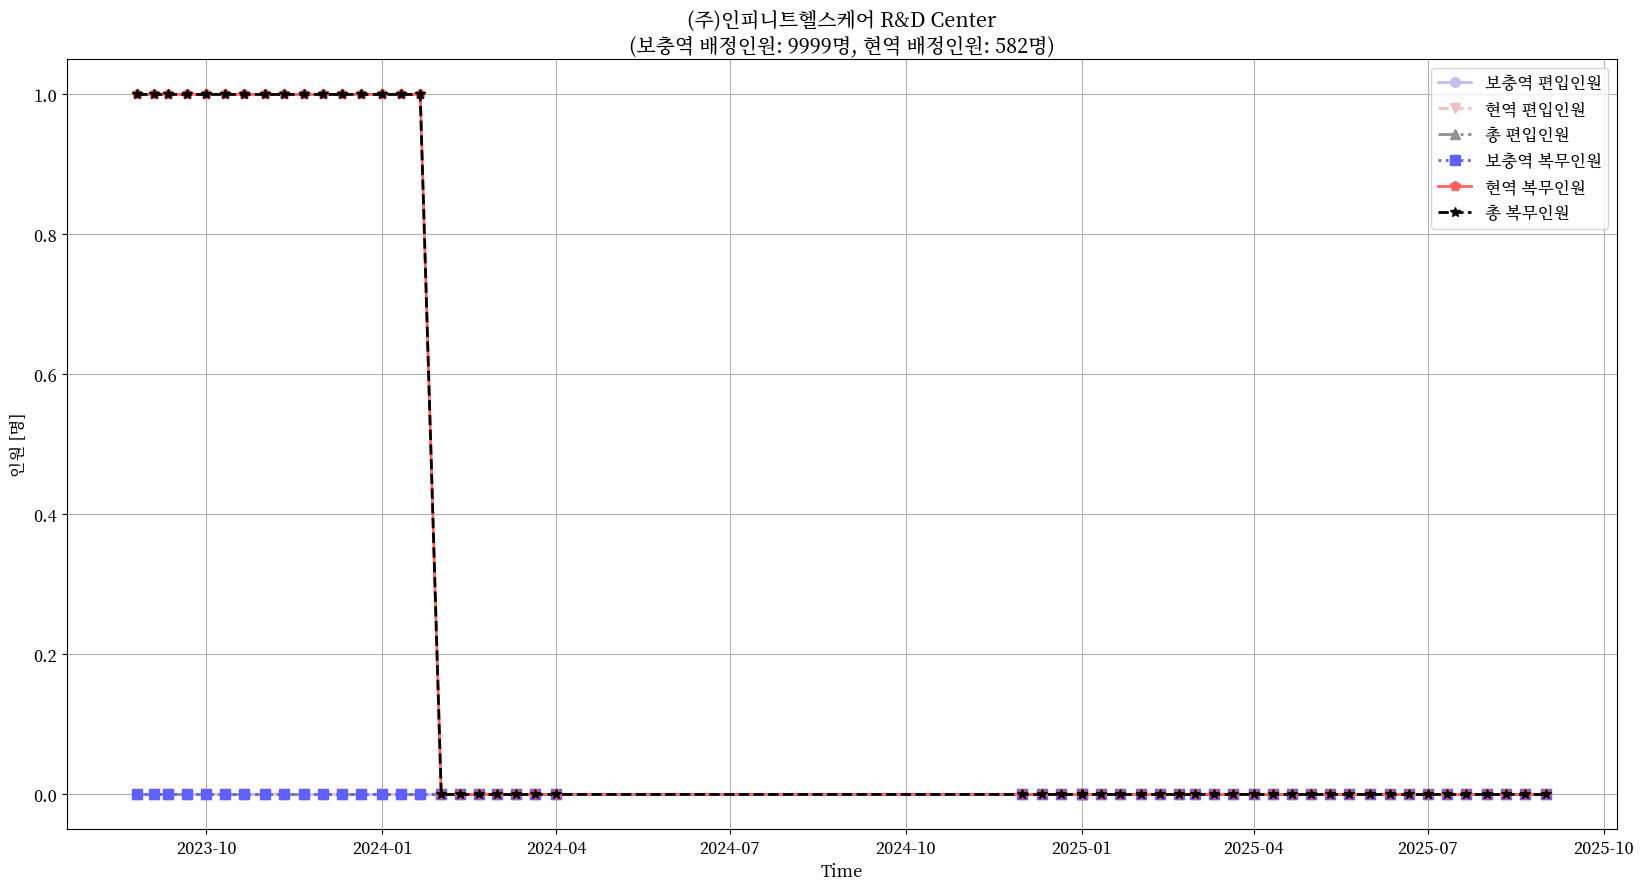 (주)인피니트헬스케어 R&D Center
(보충역 배정인원: 9999명, 현역 배정인원: 582명)
보충역 편입인원
현역 편입인원
총 편입인원
보충역 복무인원
현역 복무인원
총 복무인원
인원 [명]
1.0
0.8
0.6
0.4
0.2
0.0
2023-10
2024-01
2024-04
2024-07
2024-10
2025-01
2025-04
2025-07
2025-10
Time